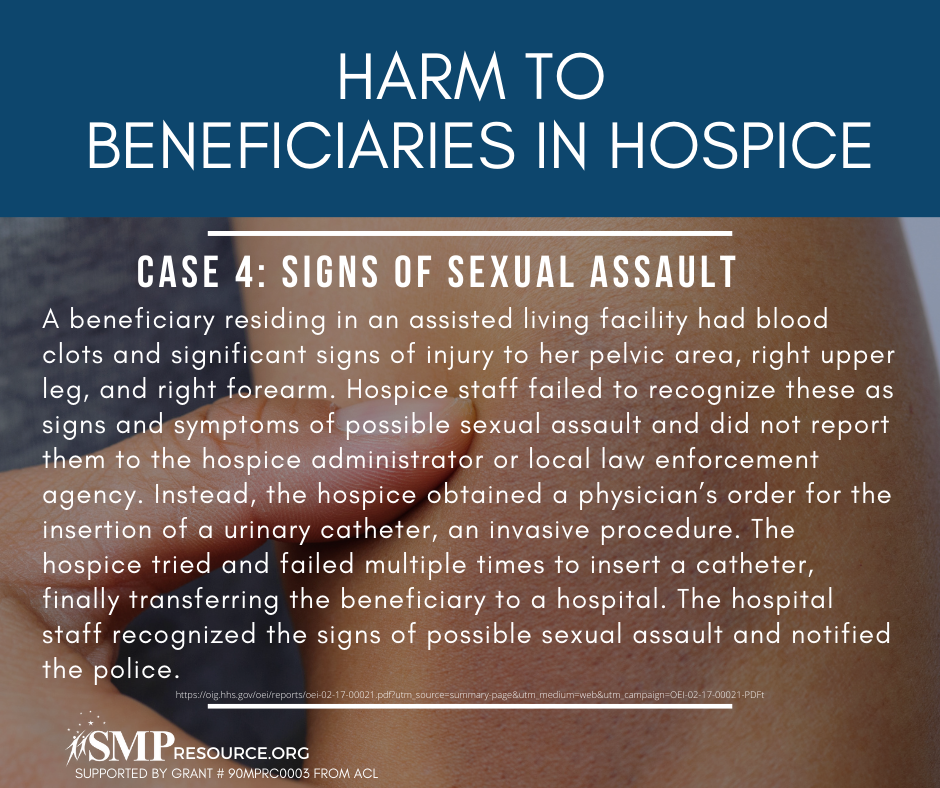 HARM TO
BENEFICIARIES IN HOSPICE
CASE 4: SIGNS OF SEXUAL ASSAULT
A beneficiary residing in an assisted living facility had blood
clots and significant signs of injury to her pelvic area, right upper
leg, and right forearm. Hospice staff failed to recognize these as
signs and symptoms of possible sexual assault and did not report
them to the hospice administrator or local law enforcement
agency. Instead, the hospice obtained a physician’s order for the
insertion of a urinary catheter, an invasive procedure. The
hospice tried and failed multiple times to insert a catheter,
finally transferring the beneficiary to a hospital. The hospital
staff recognized the signs of possible sexual assault and notified
the police.
https://oig.hhs.gov/oei/reports/oei-02-17-00021.pdf?utm_source=summary-page&utm_medium=web&utm_campaign=OEI-02-17-00021-PDFt
SMPRESOURCE.ORG
SUPPORTED BY GRANT # 90MPRC0003 FROM ACL